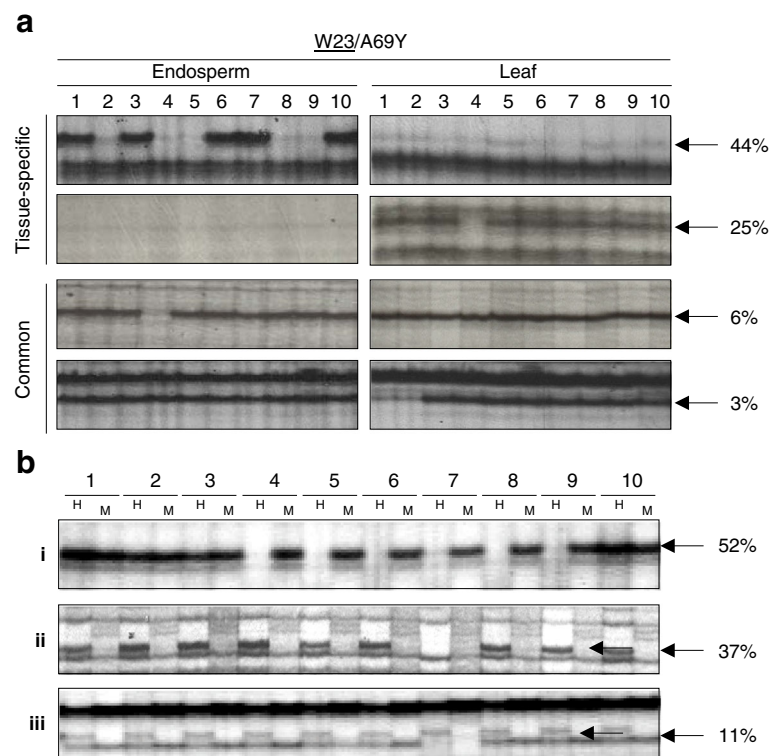 a
W23/A69Y
Endosperm Leaf
1 2 3 4 5 6 7 8 9 10 1 2 3 4 5 6 7 8 9 10
Tissue-specific
44%
25%
Common
6%
3%
b
1 2 3 4 5 6 7 8 9 10
H M H M H M H M H M H M H M H M H M H M
i 52%
ii 37%
iii 11%